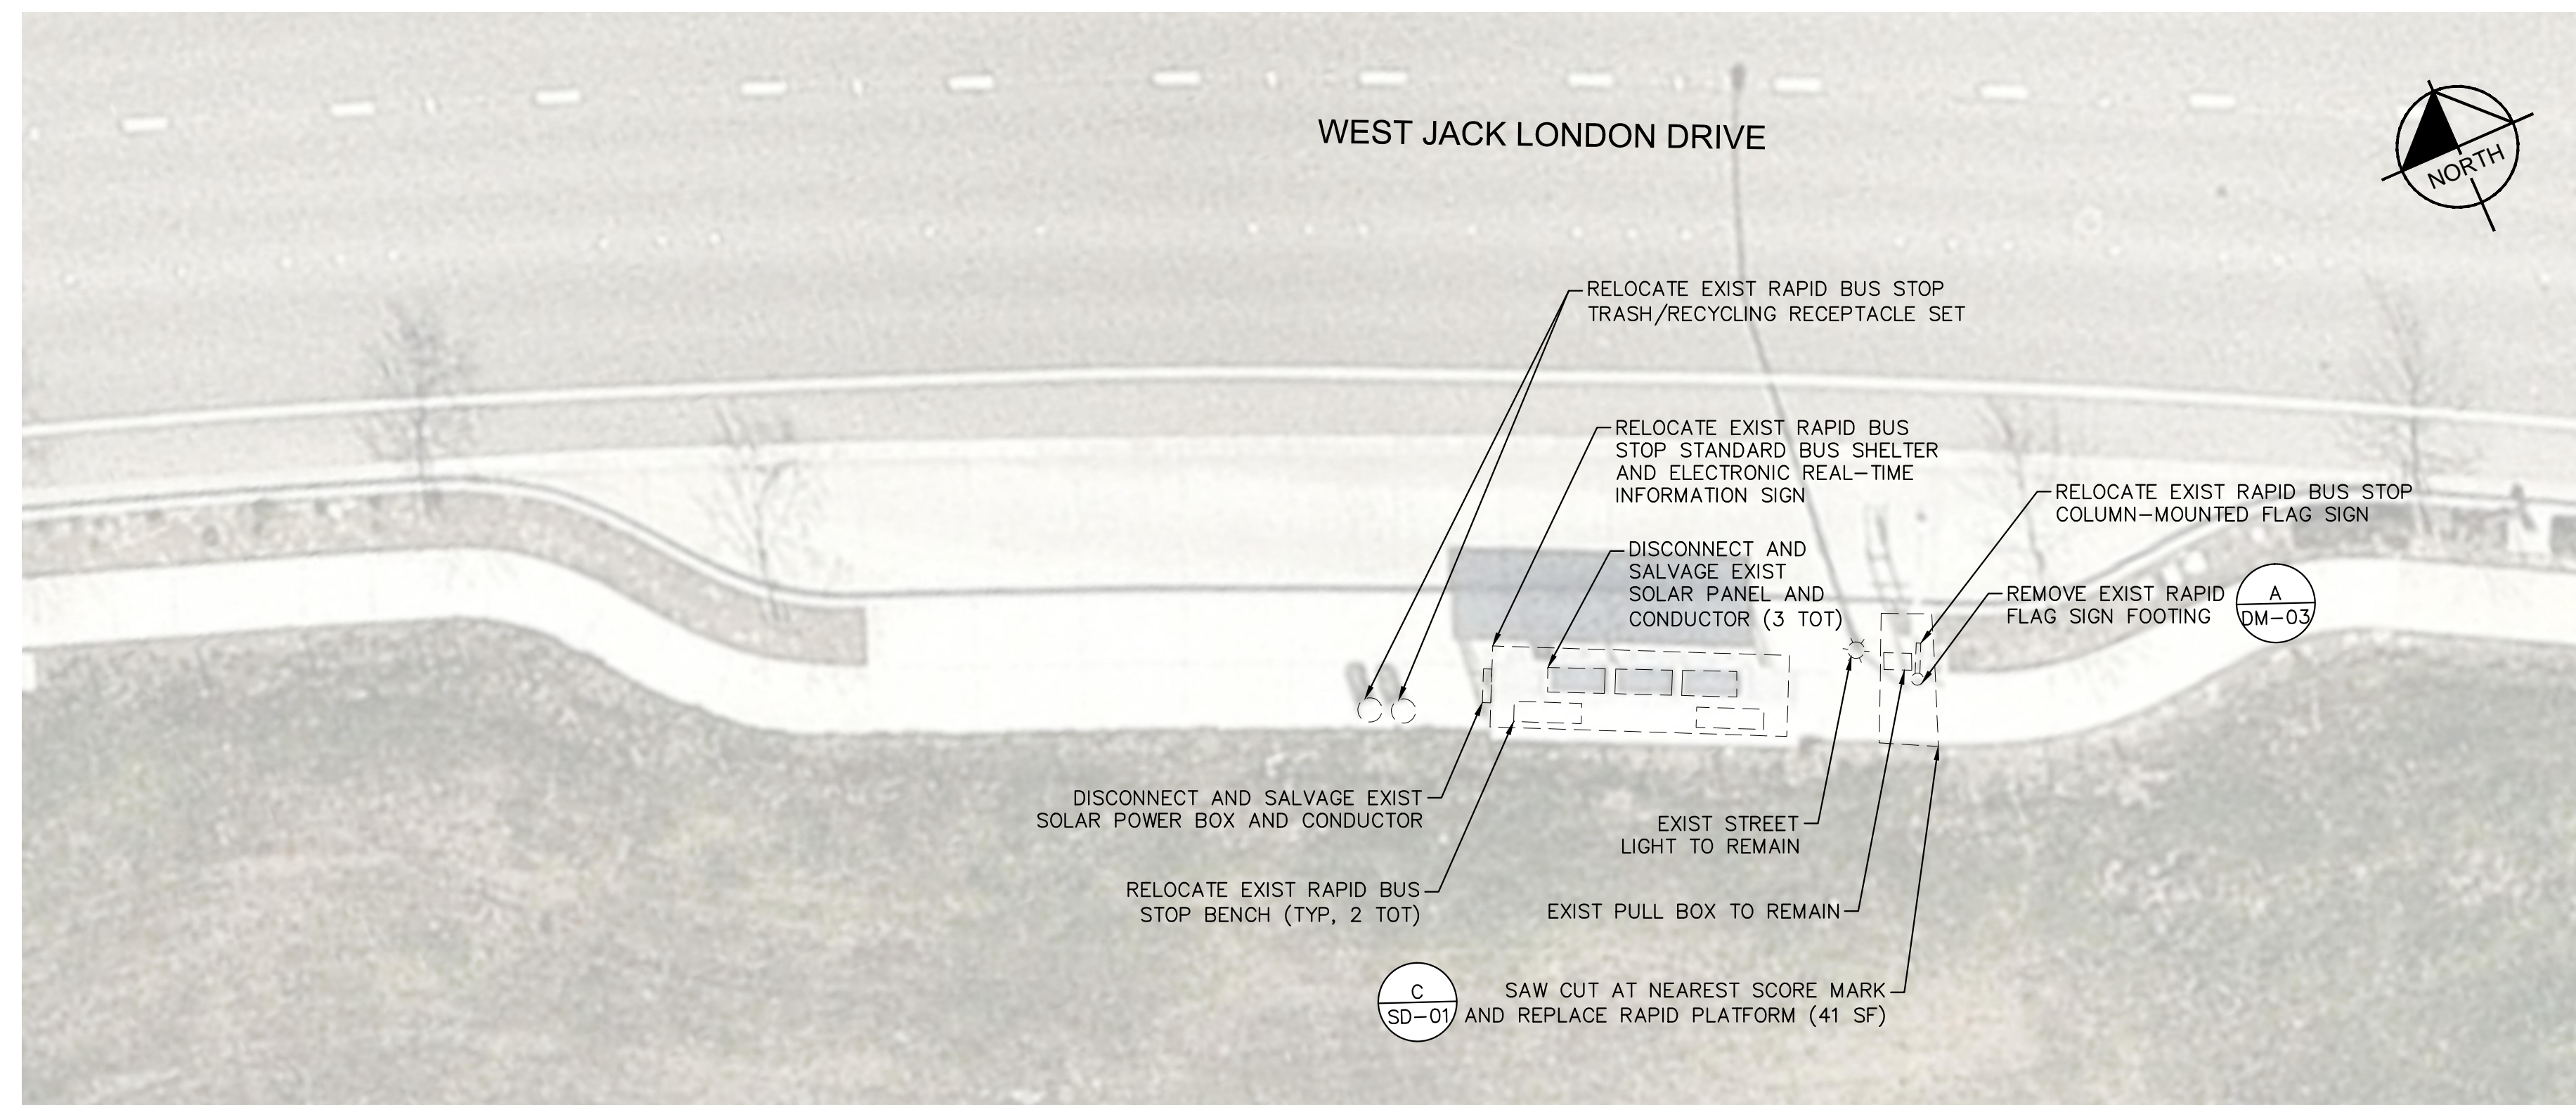 WEST JACK LONDON DRIVE
NORTH
RELOCATE EXIST RAPID BUS STOP
TRASH/RECYCLING RECEPTACLE SET
RELOCATE EXIST RAPID BUS
STOP STANDARD BUS SHELTER
AND ELECTRONIC REAL-TIME
INFORMATION SIGN
RELOCATE EXIST RAPID BUS STOP
COLUMN-MOUNTED FLAG SIGN
DISCONNECT AND
SALVAGE EXIST
SOLAR PANEL AND
CONDUCTOR (3 TOT)
REMOVE EXIST RAPID
FLAG SIGN FOOTING
A
DM-03
DISCONNECT AND SALVAGE EXIST
SOLAR POWER BOX AND CONDUCTOR
EXIST STREET
LIGHT TO REMAIN
RELOCATE EXIST RAPID BUS
STOP BENCH (TYP, 2 TOT)
EXIST PULL BOX TO REMAIN
C
SD-01
SAW CUT AT NEAREST SCORE MARK
AND REPLACE RAPID PLATFORM (41 SF)